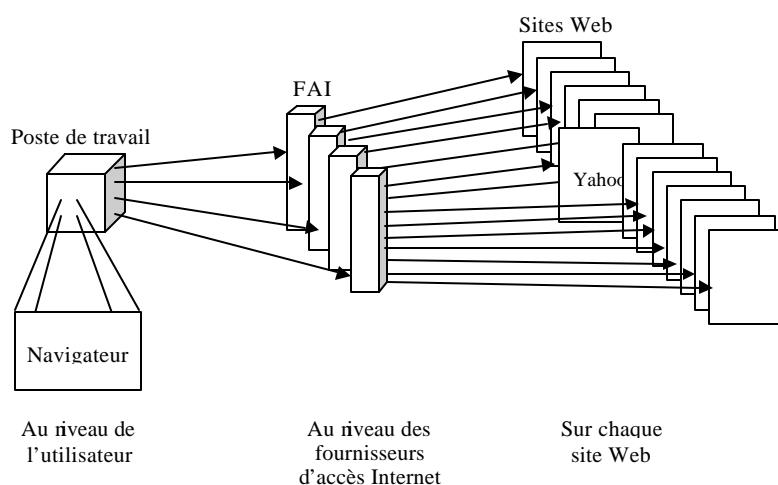 Sites Web
FAI
Poste de travail
Yahoo
Navigateur
Au niveau de
l'utilisateur
Au niveau des
fournisseurs
d'accès Internet
Sur chaque
site Web